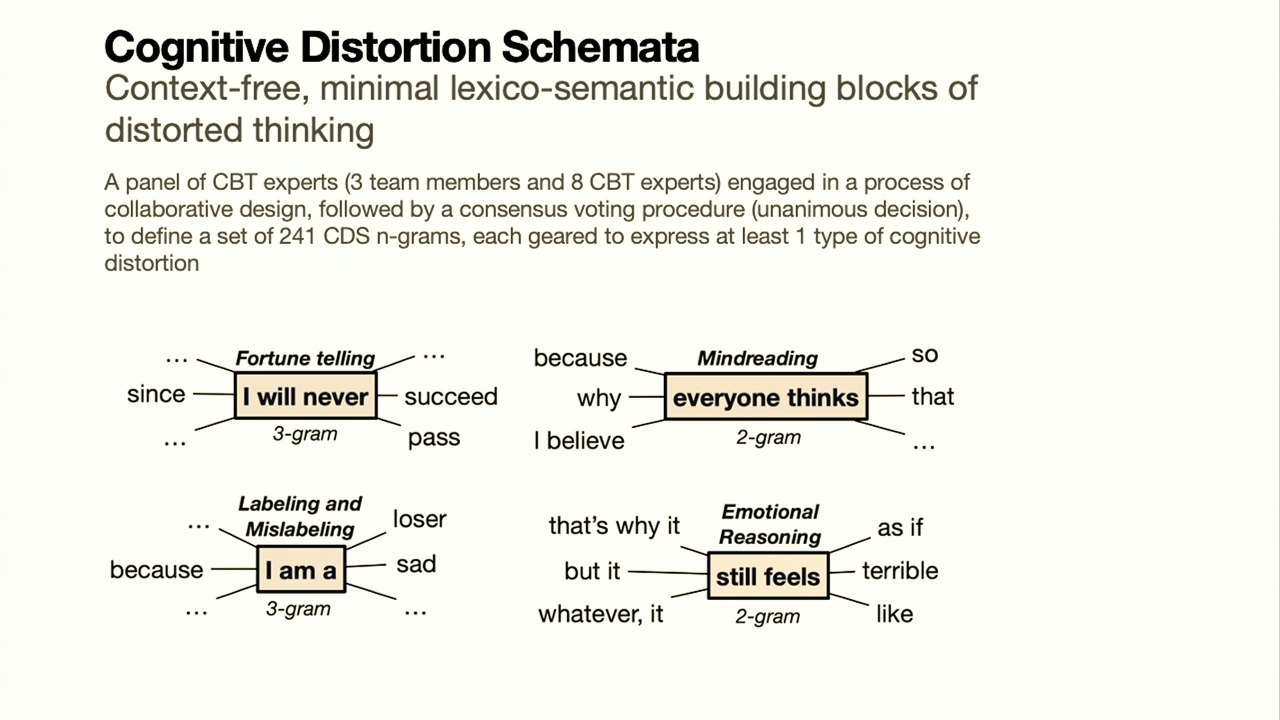 Cognitive Distortion Schemata
Context-free, minimal lexico-semantic building blocks of
distorted thinking
A panel of CBT experts (3 team members and 8 CBT experts) engaged in a process of
collaborative design, followed by a consensus voting procedure (unanimous decision),
to define a set of 241 CDS n-grams, each geared to express at least 1 type of cognitive
distortion
...
Fortune telling
...
since
I will never
succeed
...
3-gram
pass
because
Mindreading
so
why
everyone thinks
that
I believe
2-gram
...
...
Labeling and
Mislabeling
loser
because
I am a
sad
...
3-gram
...
that's why it
Emotional
Reasoning
as if
but it
still feels
terrible
whatever, it
2-gram
like